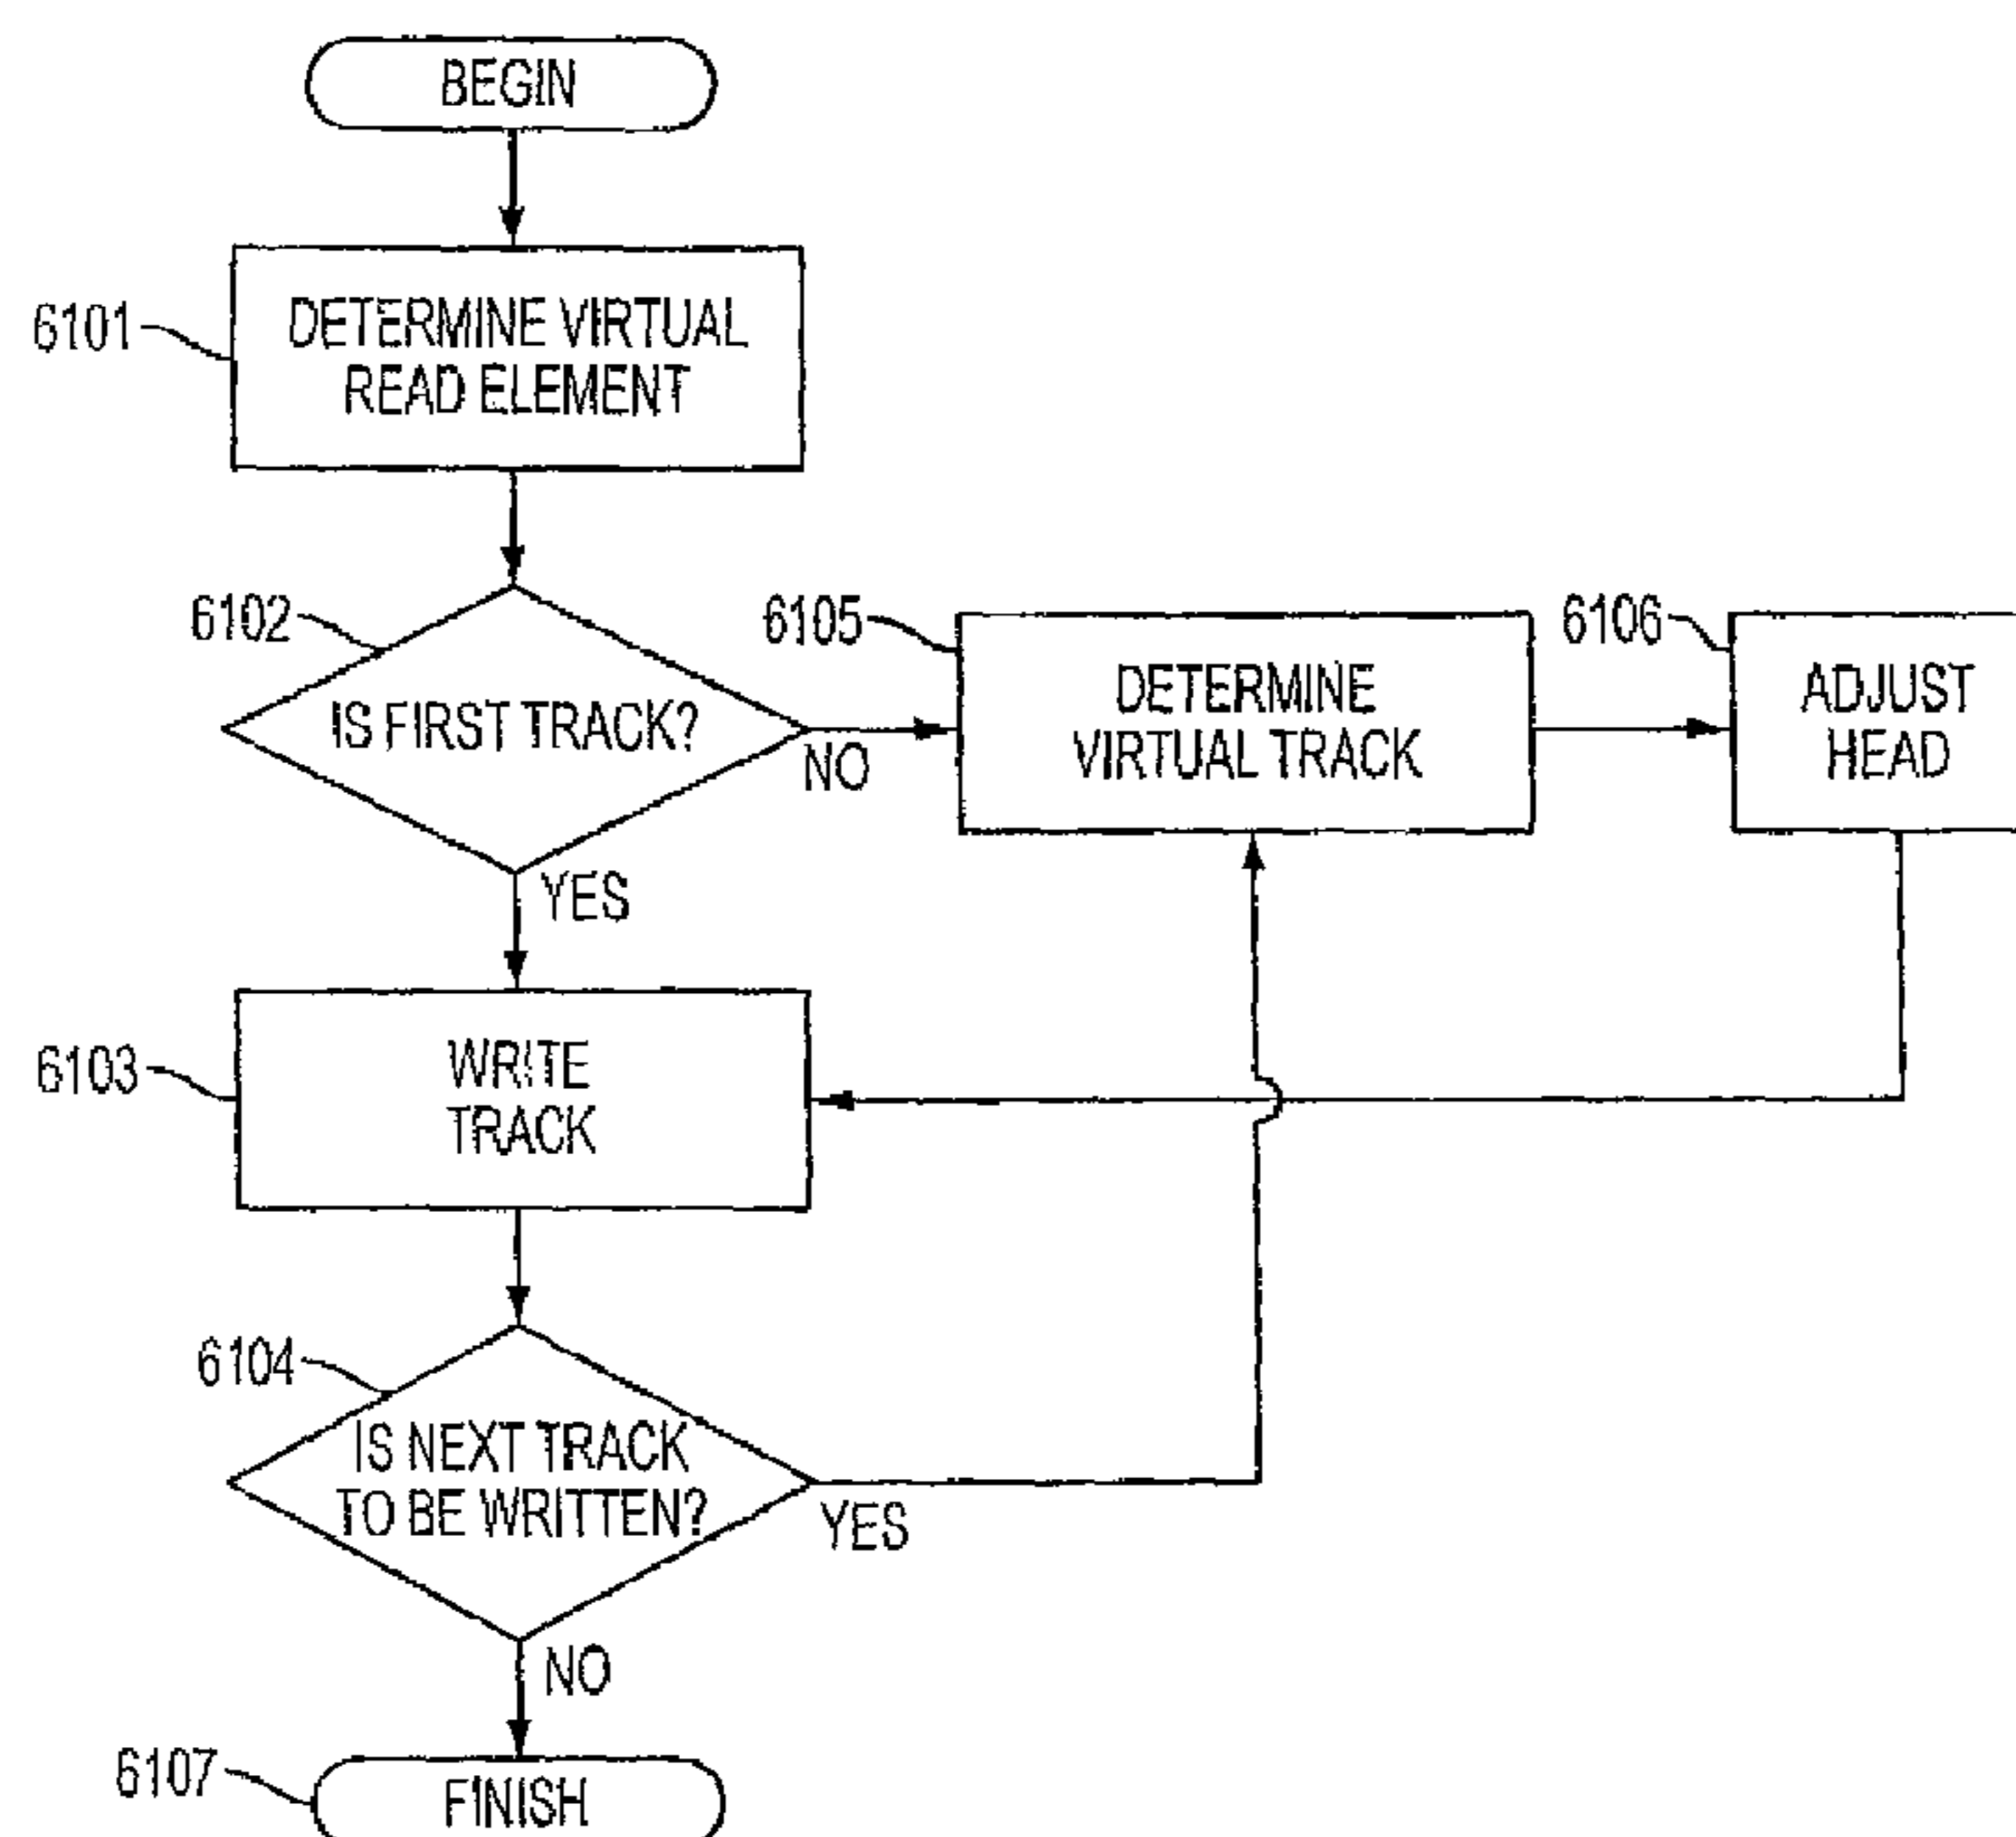 BEGIN
6101
DETERMINE VIRTUAL
READ ELEMENT
6102
IS FIRST TRACK?
NO
YES
6105
DETERMINE
VIRTUAL TRACK
6106
ADJUST
HEAD
6103
WRITE
TRACK
6104
IS NEXT TRACK
TO BE WRITTEN?
YES
NO
6107
FINISH